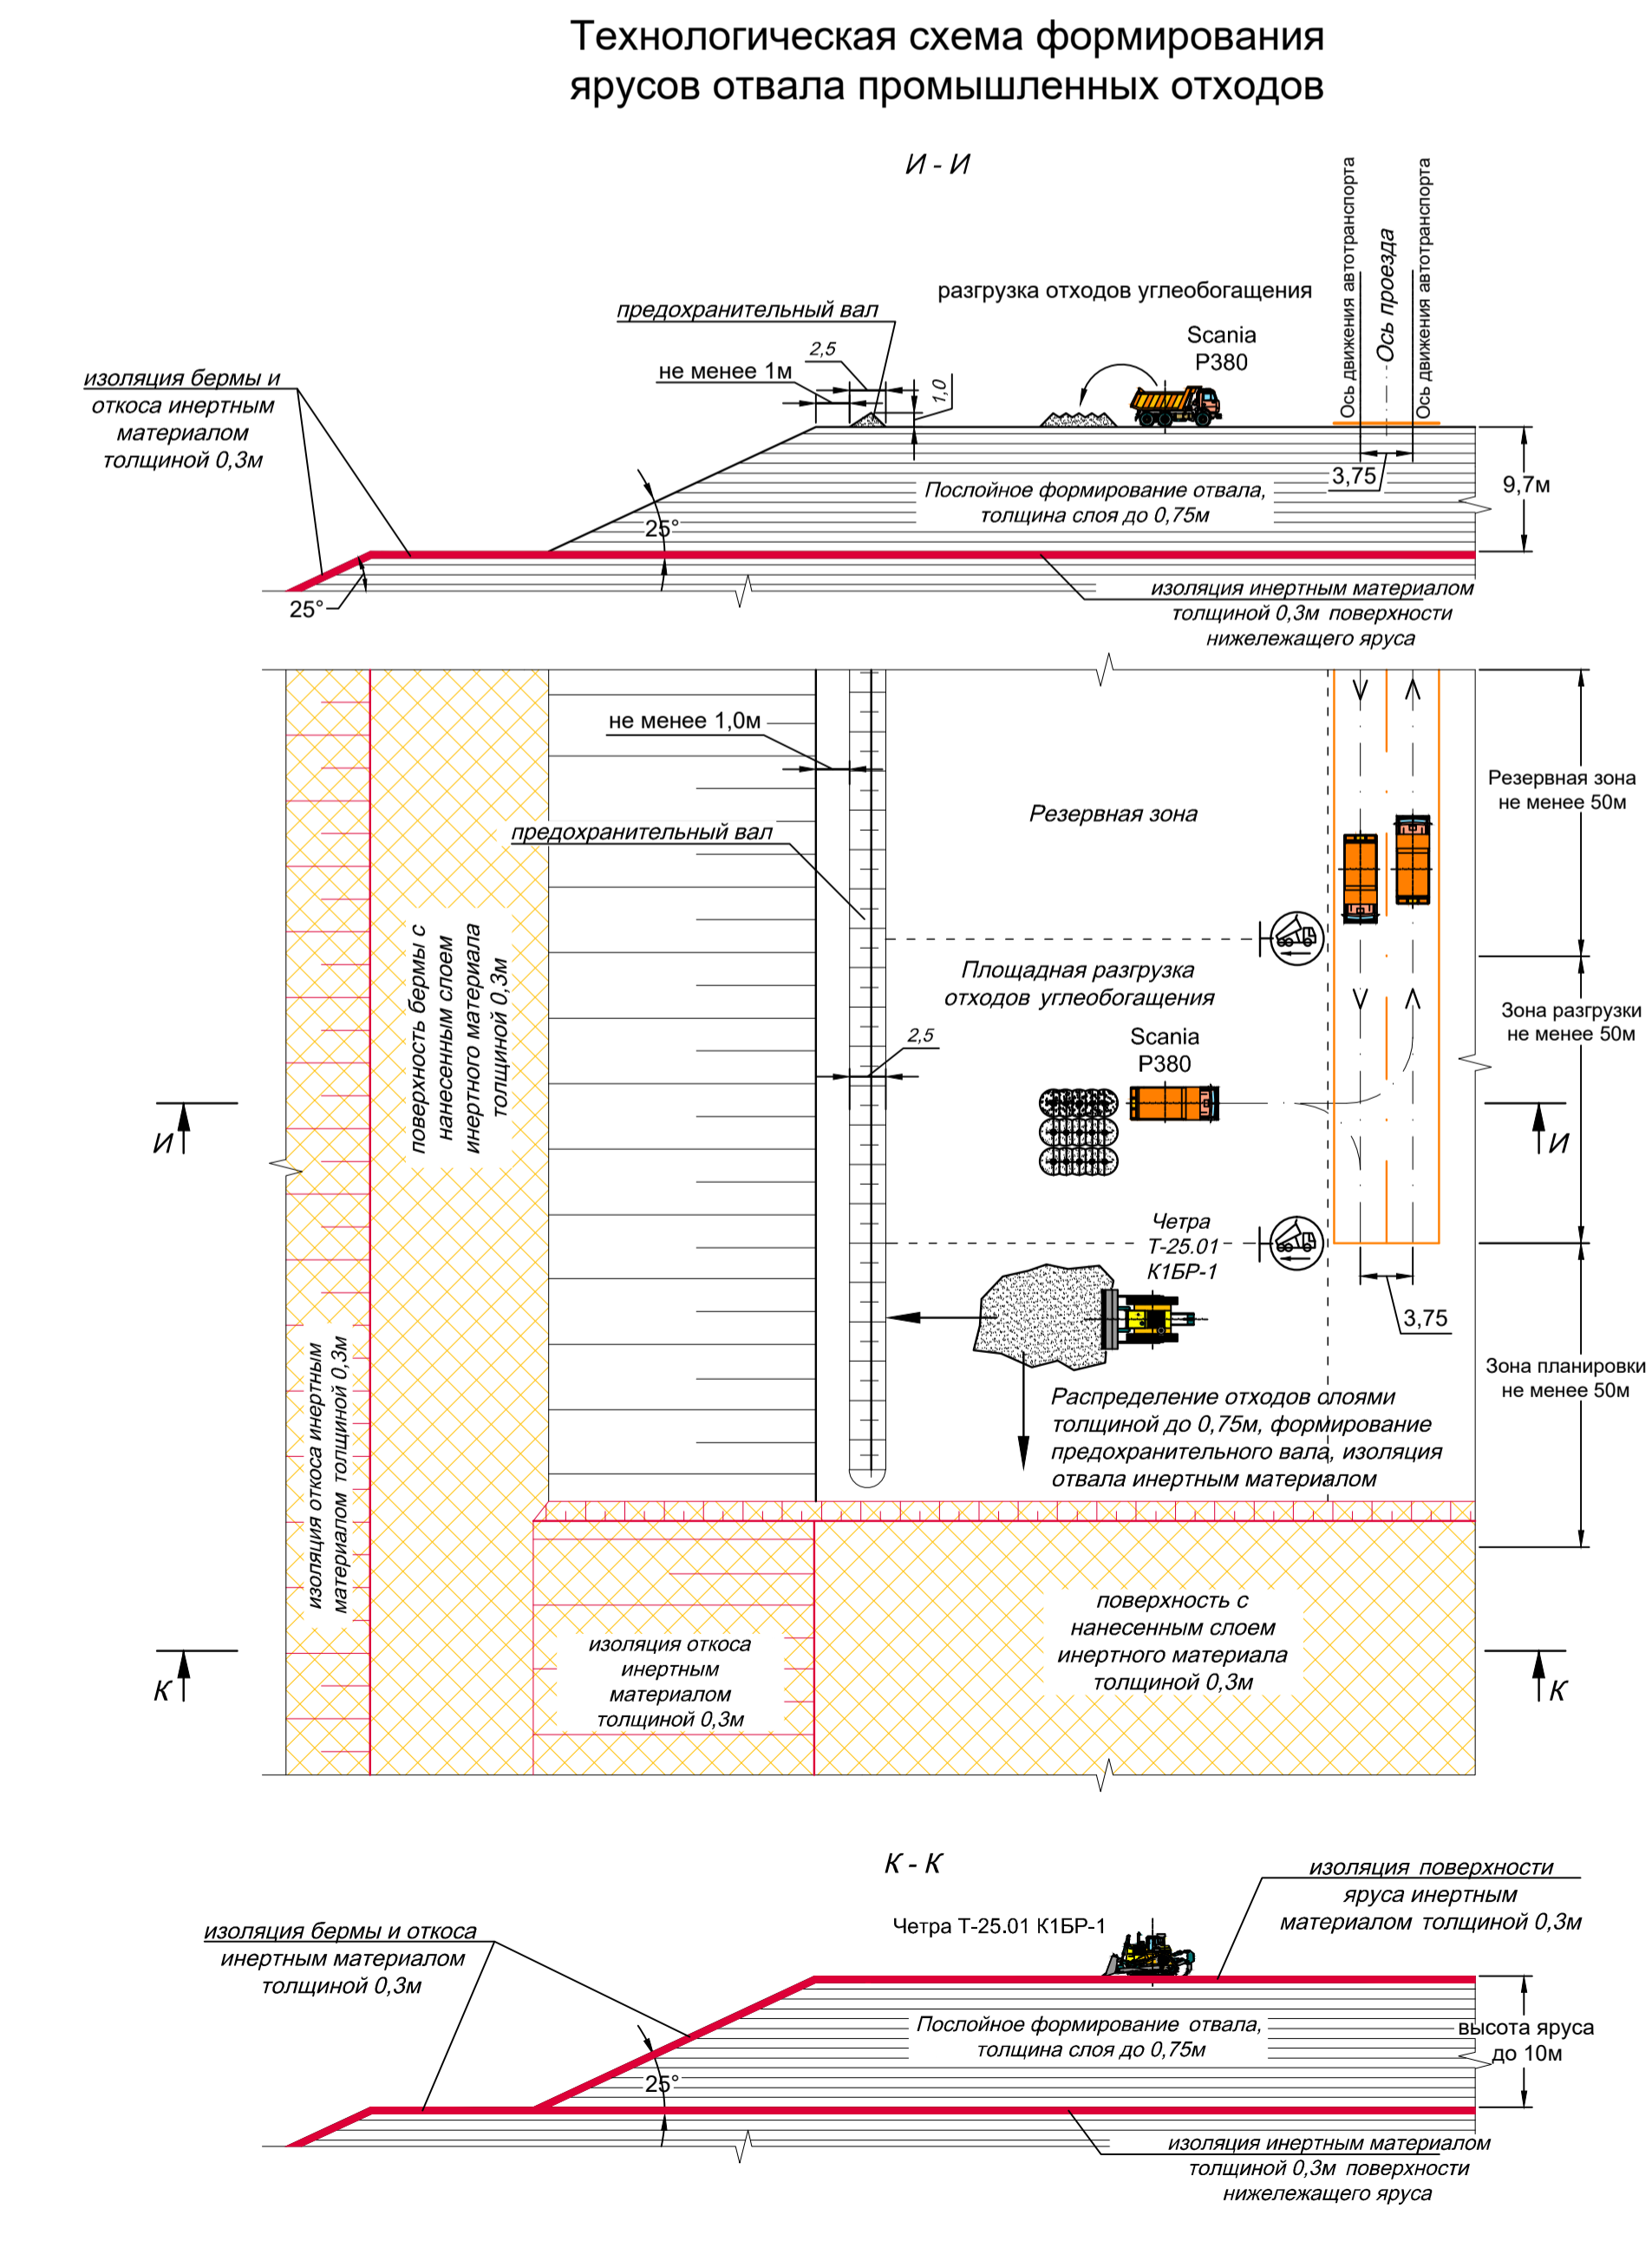 Технологическая схема формирования
ярусов отвала промышленных отходов
И - И
Ось движения автотранспорта
Ось проезда
Ось движения автотранспорта
разгрузка отходов углеобогащения
предохранительный вал
Scania
P380
2,5
не менее 1м
1,0
изоляция бермы и
откоса инертным
материалом
толщиной 0,3м
3,75
9,7м
Послойное формирование отвала,
толщина слоя до 0,75м
25°
25°
изоляция инертным материалом
толщиной 0,3м поверхности
нижележащего яруса
не менее 1,0м
Резервная зона
не менее 50м
Резервная зона
предохранительный вал
поверхность бермы с
нанесенным слоем
инертного материала
толщиной 0,3м
Площадная разгрузка
отходов углеобогащения
Зона разгрузки
не менее 50м
2,5
Scania
P380
И
И
Четра
Т-25.01
К1БР-1
3,75
изоляция откоса инертным
материалом толщиной 0,3м
Зона планировки
не менее 50м
Распределение отходов слоями
толщиной до 0,75м, формирование
предохранительного вала, изоляция
отвала инертным материалом
поверхность с
нанесенным слоем
инертного материала
толщиной 0,3м
изоляция откоса
инертным
материалом
толщиной 0,3м
К
К
К - К
изоляция поверхности
яруса инертным
материалом толщиной 0,3м
Четра Т-25.01 К1БР-1
изоляция бермы и откоса
инертным материалом
толщиной 0,3м
Послойное формирование отвала,
толщина слоя до 0,75м
высота яруса
до 10м
25°
изоляция инертным материалом
толщиной 0,3м поверхности
нижележащего яруса